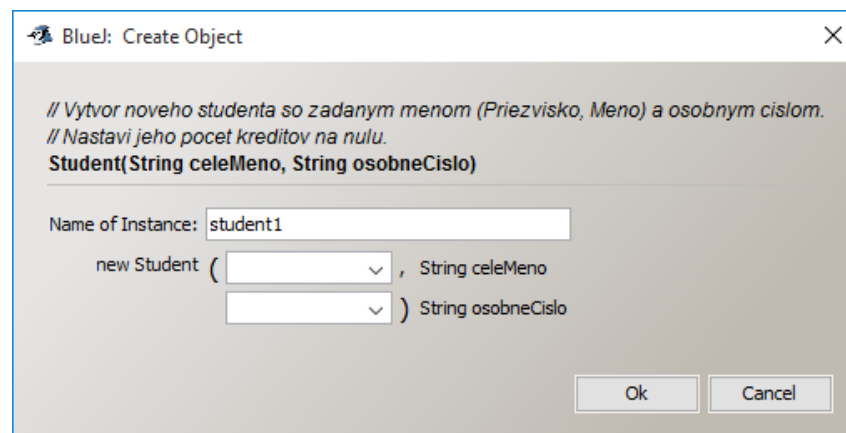 BlueJ: Create Object
// Vytvor noveho studenta so zadanym menom (Priezvisko, Meno) a osobnym cislom.
// Nastavi jeho pocet kreditov na nulu.
Student(String celeMeno, String osobneCislo)
Name of Instance: student1
new Student ( , String celeMeno
) String osobneCislo
Ok Cancel